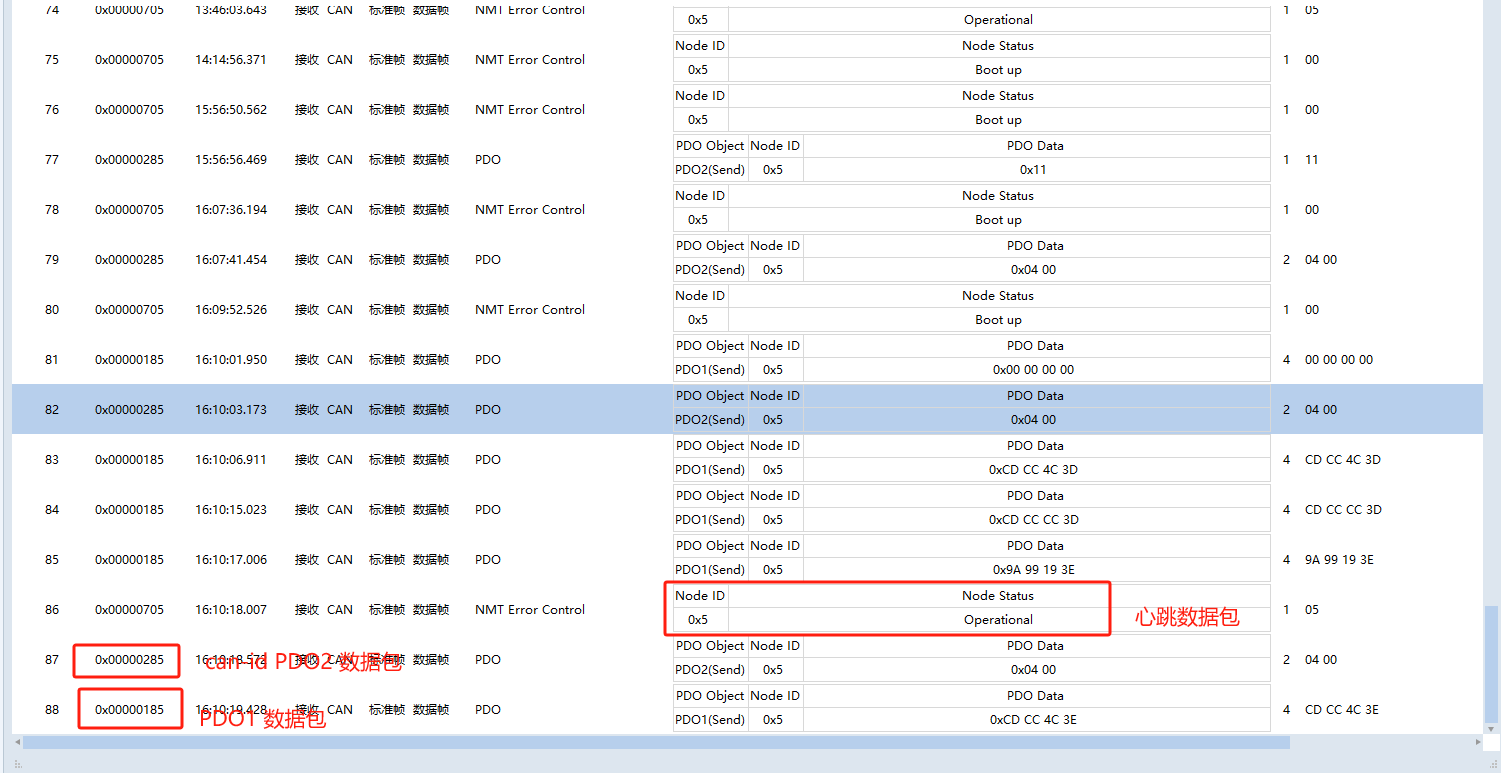 74 0x00000705 13:46:03.643 接收 CAN 标准帧 数据帧 NMT Error Control 0x5 Operational 1 05
Node ID Node Status
75 0x00000705 14:14:56.371 接收 CAN 标准帧 数据帧 NMT Error Control 1 00
0x5 Boot up
Node ID Node Status
76 0x00000705 15:56:50.562 接收 CAN 标准帧 数据帧 NMT Error Control 1 00
0x5 Boot up
PDO Object Node ID PDO Data
77 0x00000285 15:56:56.469 接收 CAN 标准帧 数据帧 PDO 1 11
PDO2(Send) 0x5 0x11
Node ID Node Status
78 0x00000705 16:07:36.194 接收 CAN 标准帧 数据帧 NMT Error Control 1 00
0x5 Boot up
PDO Object Node ID PDO Data
79 0x00000285 16:07:41.454 接收 CAN 标准帧 数据帧 PDO 2 04 00
PDO2(Send) 0x5 0x04 00
Node ID Node Status
80 0x00000705 16:09:52.526 接收 CAN 标准帧 数据帧 NMT Error Control 1 00
0x5 Boot up
PDO Object Node ID PDO Data
81 0x00000185 16:10:01.950 接收 CAN 标准帧 数据帧 PDO 4 00 00 00 00
PDO1(Send) 0x5 0x00 00 00 00
PDO Object Node ID PDO Data
82 0x00000285 16:10:03.173 接收 CAN 标准帧 数据帧 PDO 2 04 00
PDO2(Send) 0x5 0x04 00
PDO Object Node ID PDO Data
83 0x00000185 16:10:06.911 接收 CAN 标准帧 数据帧 PDO 4 CD CC 4C 3D
PDO1(Send) 0x5 0xCD CC 4C 3D
PDO Object Node ID PDO Data
84 0x00000185 16:10:15.023 接收 CAN 标准帧 数据帧 PDO 4 CD CC CC 3D
PDO1(Send) 0x5 0xCD CC CC 3D
PDO Object Node ID PDO Data
85 0x00000185 16:10:17.006 接收 CAN 标准帧 数据帧 PDO 4 9A 99 19 3E
PDO1(Send) 0x5 0x9A 99 19 3E
Node ID Node Status
86 0x00000705 16:10:18.007 接收 CAN 标准帧 数据帧 NMT Error Control 1 05
0x5 Operational
心跳数据包
PDO Object Node ID PDO Data
87 0x00000285 16:10:18.572 接收 CAN 标准帧 数据帧 PDO 2 04 00
can id PDO2 数据包
PDO2(Send) 0x5 0x04 00
PDO Object Node ID PDO Data
88 0x00000185 16:10:19.428 接收 CAN 标准帧 数据帧 PDO 4 CD CC 4C 3E
PDO1 数据包
PDO1(Send) 0x5 0xCD CC 4C 3E